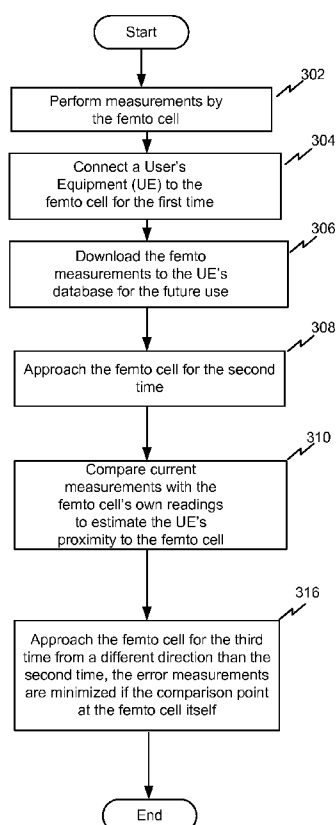 Start
302
Perform measurements by
the femto cell
304
Connect a User's
Equipment (UE) to the
femto cell for the first time
306
Download the femto
measurements to the UE's
database for the future use
308
Approach the femto cell for the second
time
310
Compare current
measurements with the
femto cell's own readings
to estimate the UE's
proximity to the femto cell
316
Approach the femto cell for the third
time from a different direction than the
second time, the error measurements
are minimized if the comparison point
at the femto cell itself
End